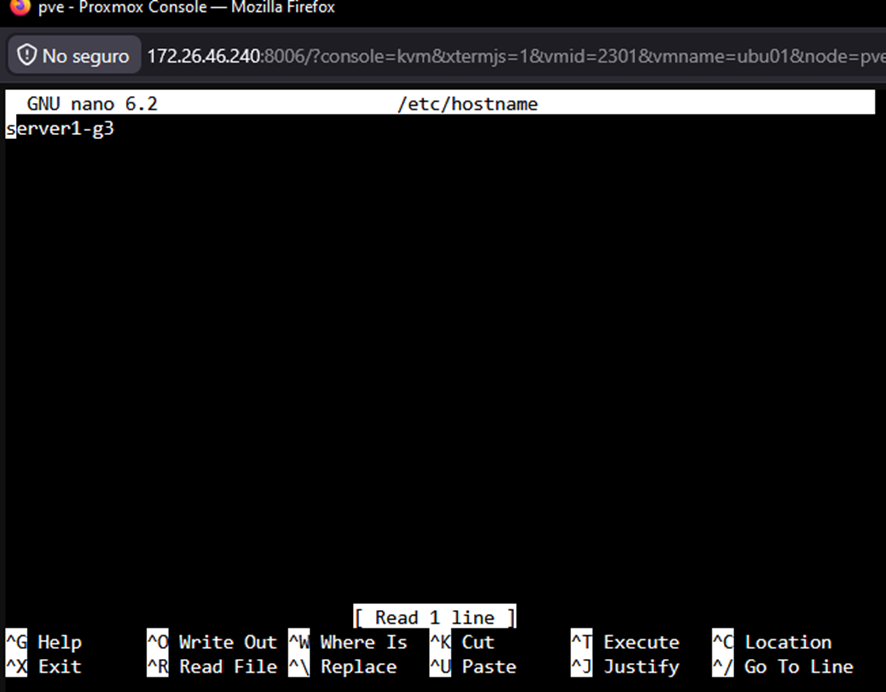 pve - Proxmox Console — Mozilla Firefox
No seguro 172.26.46.240:8006/?console=kvm&xtermjs=1&vmid=2301&vmname=ubu01&node=pve
GNU nano 6.2 /etc/hostname
server1-g3
[ Read 1 line ]
^G Help ^O Write Out ^W Where Is ^K Cut ^T Execute ^C Location
^X Exit ^R Read File ^\ Replace ^U Paste ^J Justify ^/ Go To Line